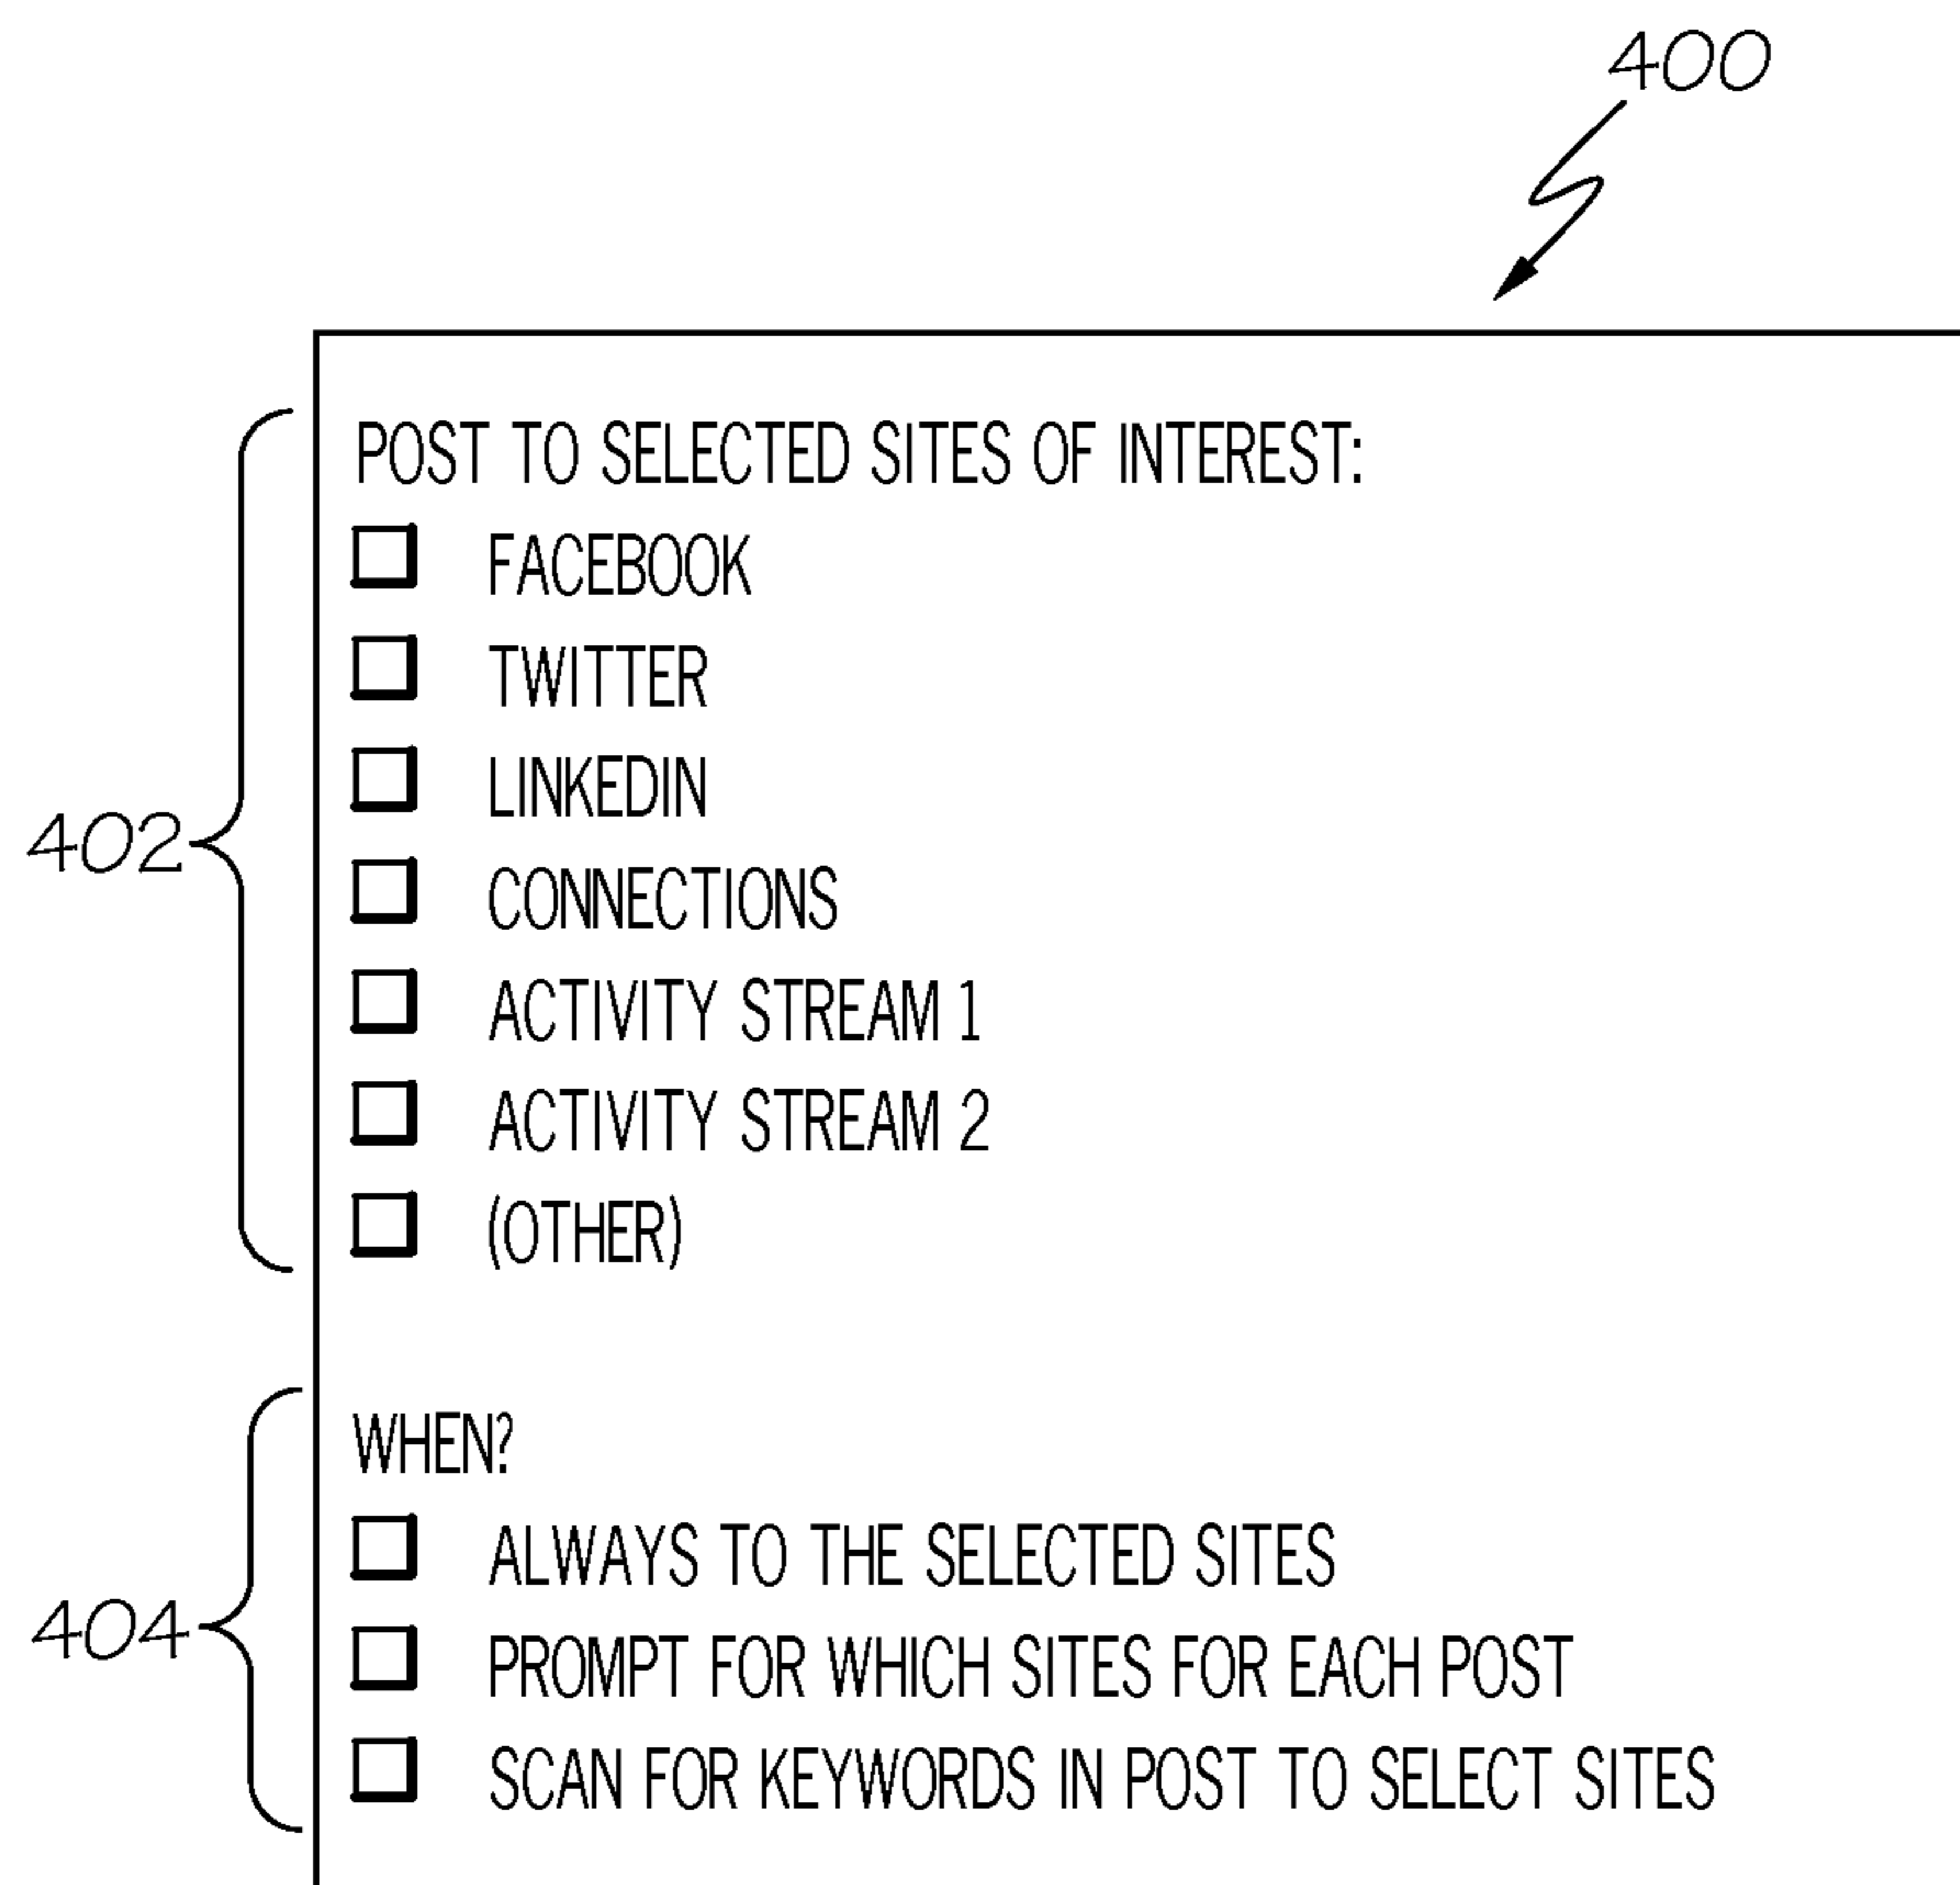 400
POST TO SELECTED SITES OF INTEREST:
FACEBOOK
TWITTER
LINKEDIN
402
CONNECTIONS
ACTIVITY STREAM 1
ACTIVITY STREAM 2
(OTHER)
WHEN?
ALWAYS TO THE SELECTED SITES
404
PROMPT FOR WHICH SITES FOR EACH POST
SCAN FOR KEYWORDS IN POST TO SELECT SITES